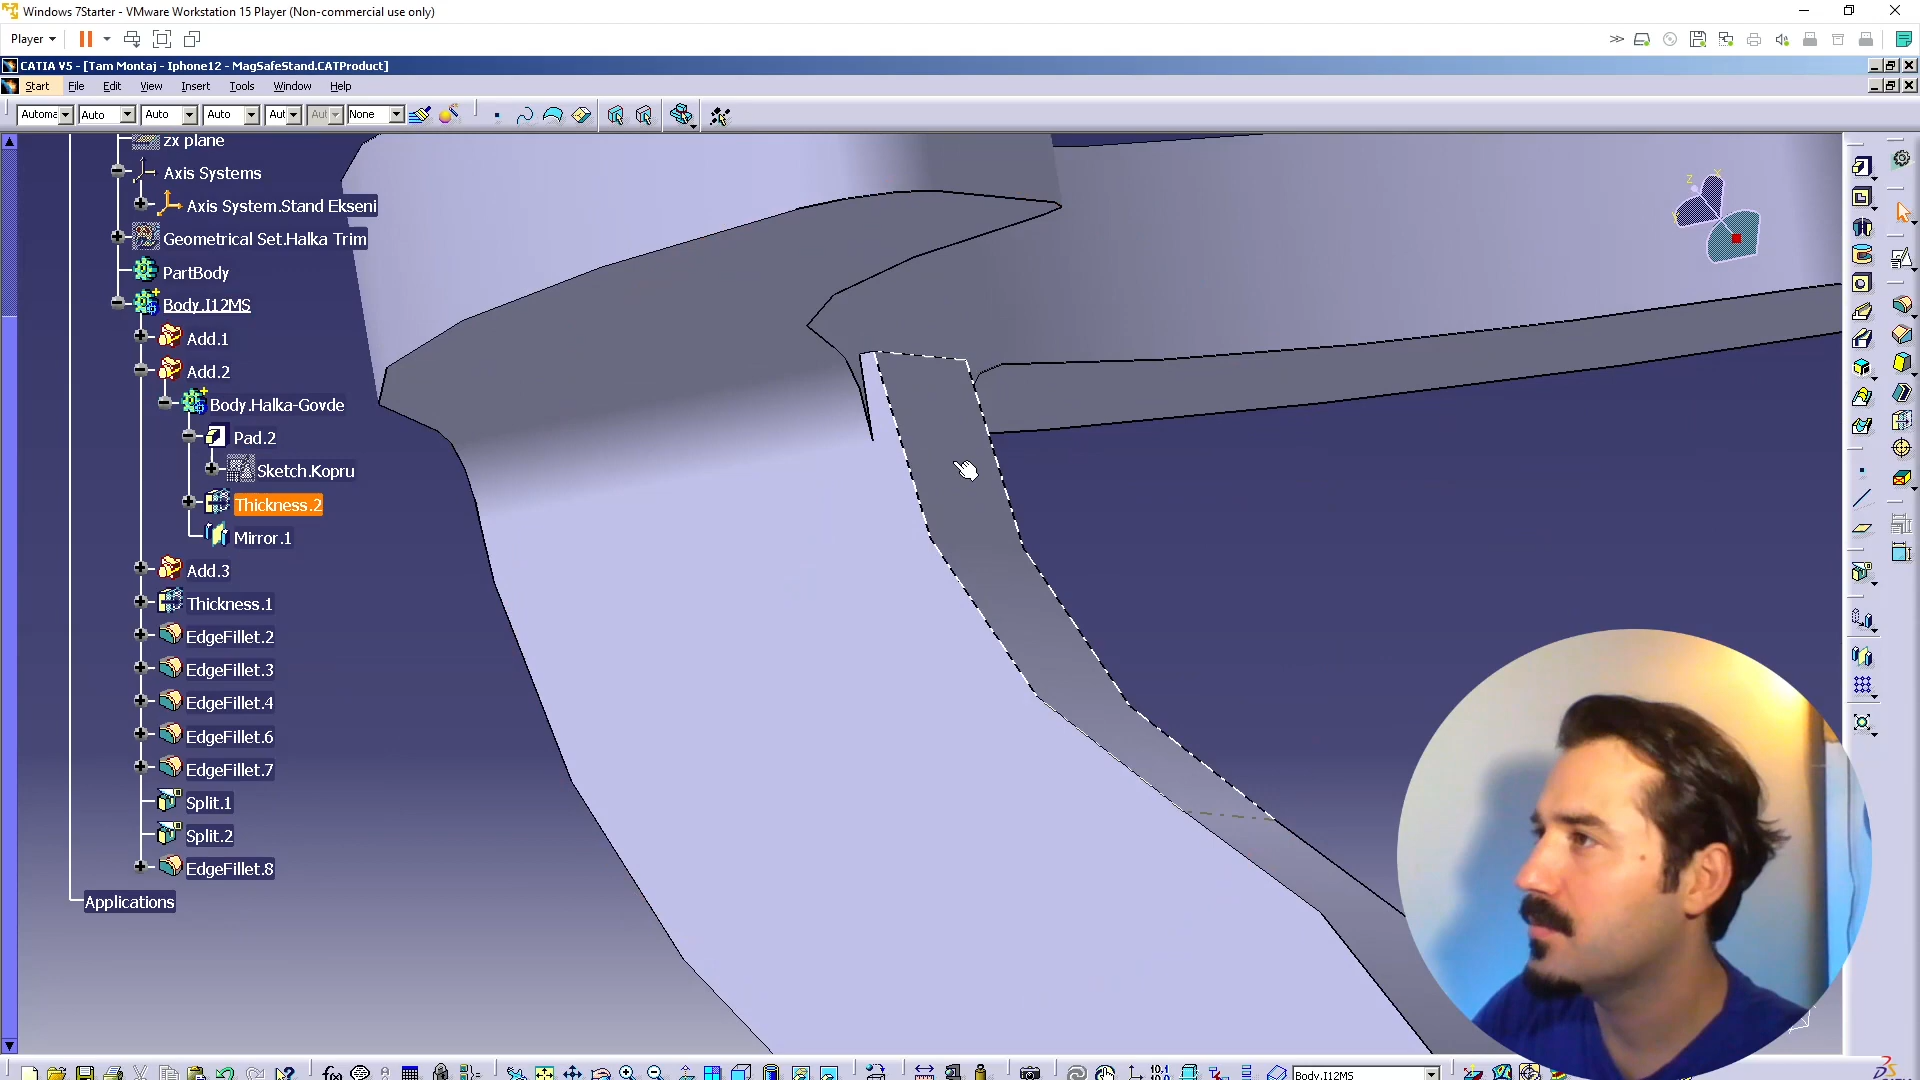 Windows 7Starter - VMware Workstation 15 Player (Non-commercial use only)
Player
CATIA V5 - [Tam Montaj - Iphone12 - MagSafeStand.CATProduct]
Start File Edit View Insert Tools Window Help
Automa Auto Auto Auto Aut Aut None
zx plane
Axis Systems
Axis System.Stand Ekseni
Geometrical Set.Halka Trim
PartBody
Body.I12MS
Add.1
Add.2
Body.Halka-Govde
Pad.2
Sketch.Kopru
Thickness.2
Mirror.1
Add.3
Thickness.1
EdgeFillet.2
EdgeFillet.3
EdgeFillet.4
EdgeFillet.6
EdgeFillet.7
Split.1
Split.2
EdgeFillet.8
Applications
Z
X
Y
Body.I12MS